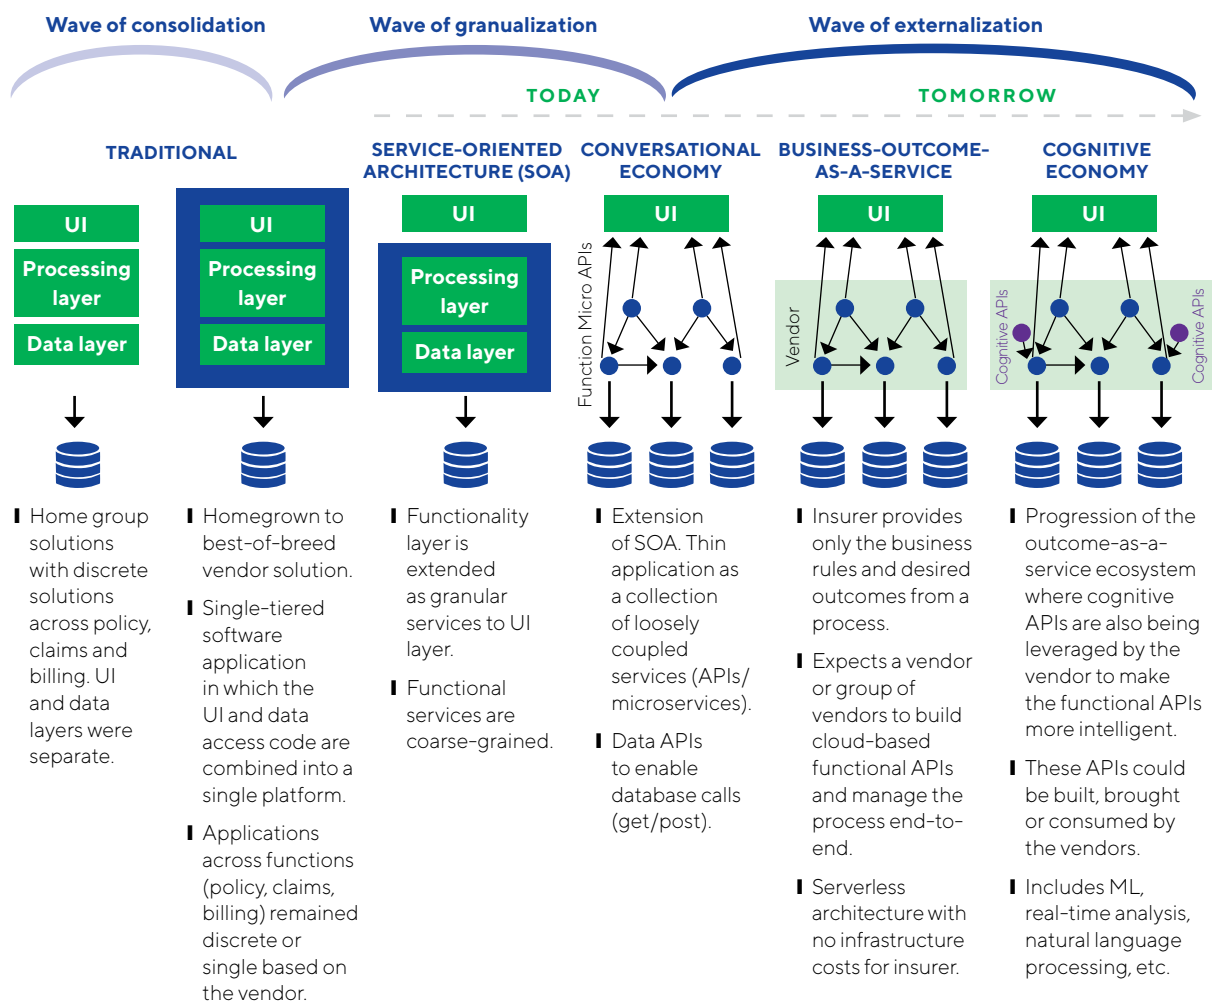 Wave of consolidation
Wave of granualization
Wave of externalization
TODAY
TOMORROW
TRADITIONAL
SERVICE-ORIENTED
ARCHITECTURE (SOA)
CONVERSATIONAL
ECONOMY
BUSINESS-OUTCOME-
AS-A-SERVICE
COGNITIVE
ECONOMY
UI
Processing
layer
Data layer
UI
Processing
layer
Data layer
UI
Processing
layer
Data layer
UI
Function Micro APIs
UI
Vendor
UI
Cognitive APIs
Cognitive APIs
Home group
solutions
with discrete
solutions
across policy,
claims and
billing. UI
and data
layers were
separate.
Homegrown to
best-of-breed
vendor solution.
Single-tiered
software
application
in which the
UI and data
access code are
combined into a
single platform.
Applications
across functions
(policy, claims,
billing) remained
discrete or
single based on
the vendor.
Functionality
layer is
extended
as granular
services to UI
layer.
Functional
services are
coarse-grained.
Extension
of SOA. Thin
application as
a collection
of loosely
coupled
services (APIs/
microservices).
Data APIs
to enable
database calls
(get/post).
Insurer provides
only the business
rules and desired
outcomes from a
process.
Expects a vendor
or group of
vendors to build
cloud-based
functional APIs
and manage the
process end-to-
end.
Serverless
architecture with
no infrastructure
costs for insurer.
Progression of the
outcome-as-a-
service ecosystem
where cognitive
APIs are also being
leveraged by the
vendor to make
the functional APIs
more intelligent.
These APIs could
be built, brought
or consumed by
the vendors.
Includes ML,
real-time analysis,
natural language
processing, etc.